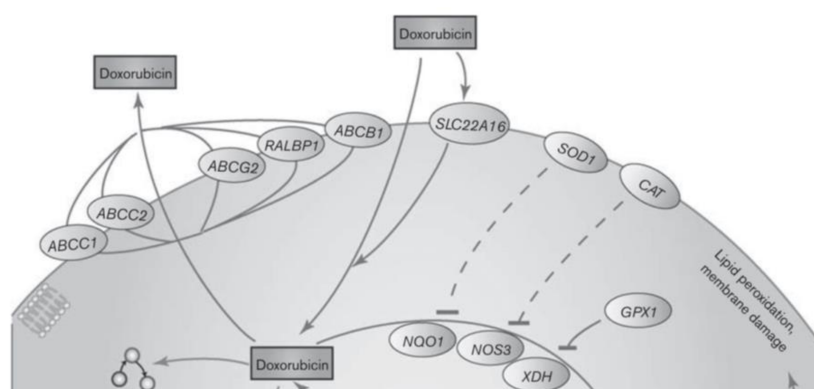 Doxorubicin
Doxorubicin
ABCB1
SLC22A16
RALBP1
SOD1
ABCG2
CAT
ABCC2
ABCC1
Lipid peroxidation,
membrane damage
GPX1
NQO1
NOS3
Doxorubicin
XDH